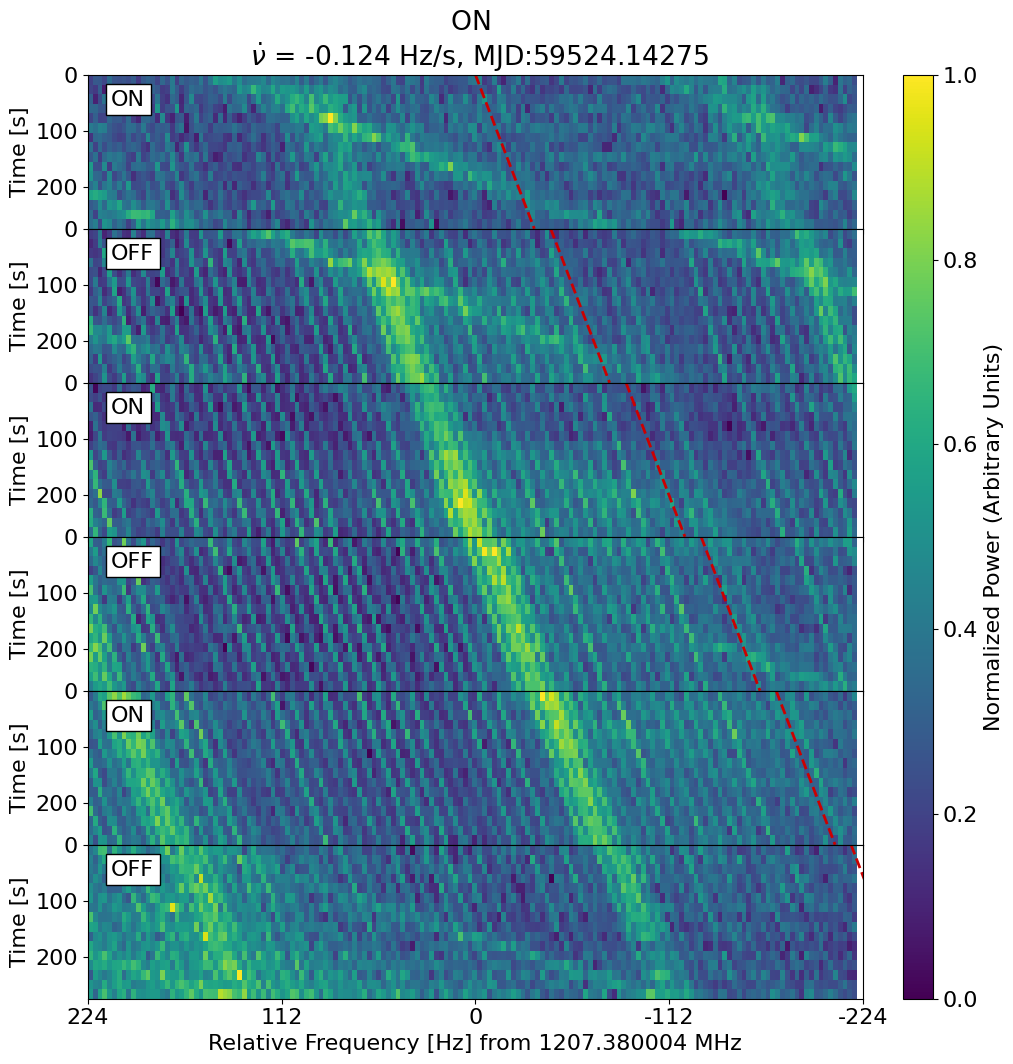 ON
ν̇ = -0.124 Hz/s, MJD:59524.14275
0
ON
100
200
Time [s]
0
OFF
100
200
Time [s]
0
ON
100
200
Time [s]
0
OFF
100
200
Time [s]
0
ON
100
200
Time [s]
0
OFF
100
200
Time [s]
224 112 0 -112 -224
Relative Frequency [Hz] from 1207.380004 MHz
1.0
0.8
0.6
0.4
0.2
0.0
Normalized Power (Arbitrary Units)